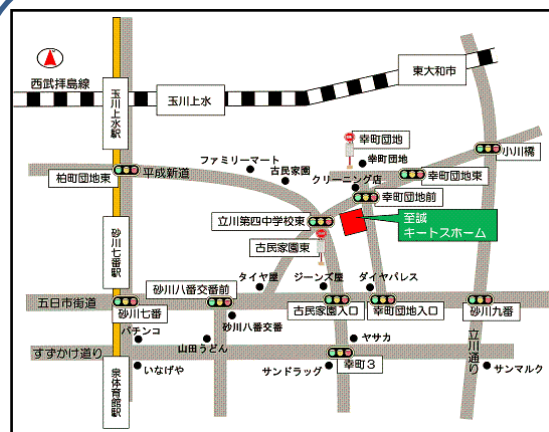 西武拝島線
玉川上水駅
玉川上水
東大和市
幸町団地
幸町団地
小川橋
ファミリーマート
古民家園
柏町団地東
平成新道
クリーニング店
幸町団地東
幸町団地前
至誠
キートスホーム
立川第四中学校東
古民家園東
砂川七番駅
タイヤ屋
ジーンズ屋
ダイヤパレス
砂川八番交番前
五日市街道
砂川七番
古民家園入口
幸町団地入口
砂川九番
パチンコ
砂川八番交番
山田うどん
ヤサカ
すずかけ通り
幸町3
立川通り
泉体育館駅
いなげや
サンドラッグ
サンマルク